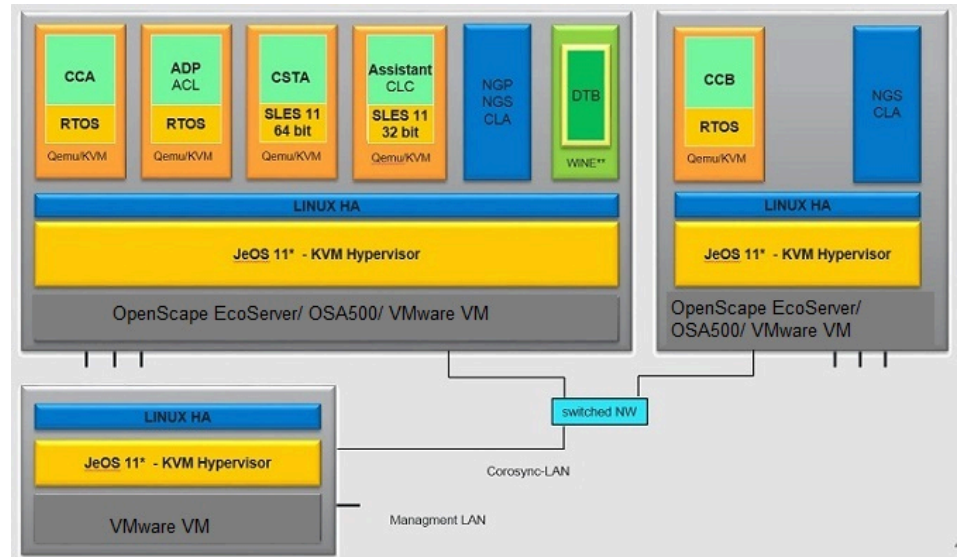 CCA
RTOS
Qemu/KVM
ADP
ACL
RTOS
Qemu/KVM
CSTA
SLES 11
64 bit
Qemu/KVM
Assistant
CLC
SLES 11
32 bit
Qemu/KVM
NGP
NGS
CLA
DTB
WINE**
LINUX HA
JeOS 11* - KVM Hypervisor
OpenScape EcoServer/ OSA500/ VMware VM
CCB
RTOS
Qemu/KVM
NGS
CLA
LINUX HA
JeOS 11* - KVM Hypervisor
OpenScape EcoServer/
OSA500/ VMware VM
LINUX HA
JeOS 11* - KVM Hypervisor
VMware VM
switched NW
Corosync-LAN
Managment LAN